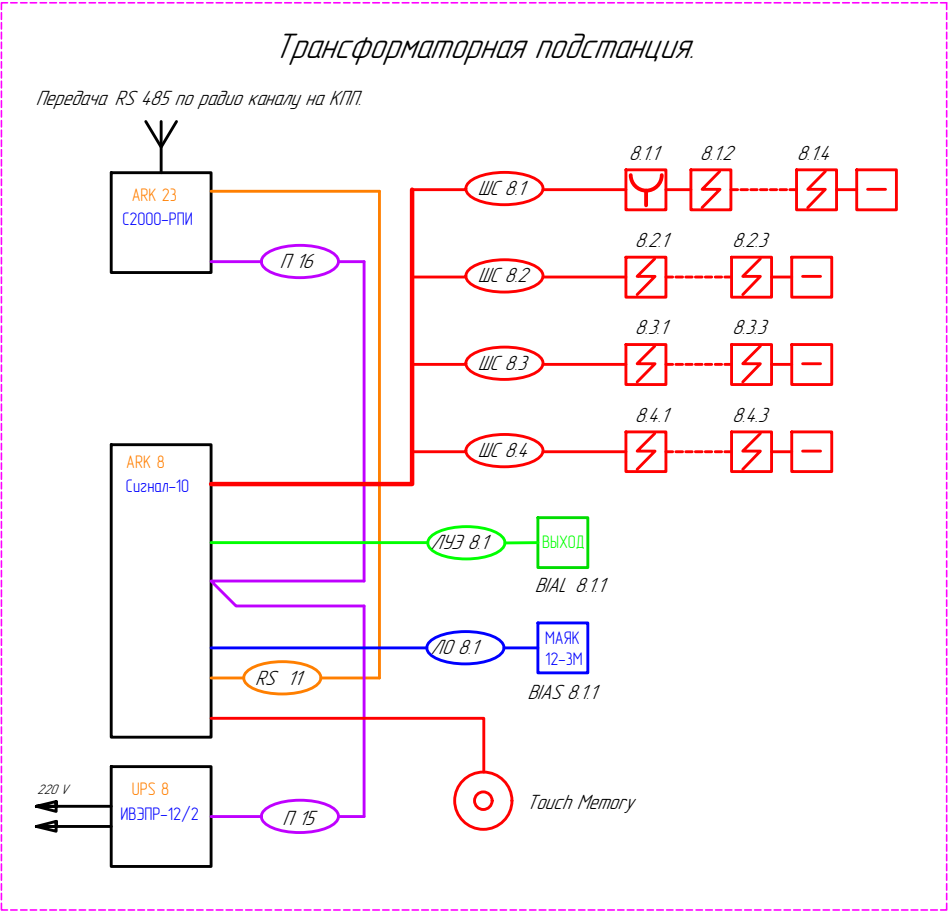 Трансформаторная подстанция.
Передача RS 485 по радио каналу на КПП.
ARK 23
С2000-РПИ
П 16
ШС 8.1
8.1.1
8.1.2
8.1.4
ШС 8.2
8.2.1
8.2.3
ШС 8.3
8.3.1
8.3.3
ШС 8.4
8.4.1
8.4.3
ARK 8
Сигнал-10
ЛУЭ 8.1
ВЫХОД
BIAL 8.1.1
ЛО 8.1
МАЯК
12-3М
BIAS 8.1.1
RS 11
UPS 8
ИВЭПР-12/2
220 V
П 15
Touch Memory